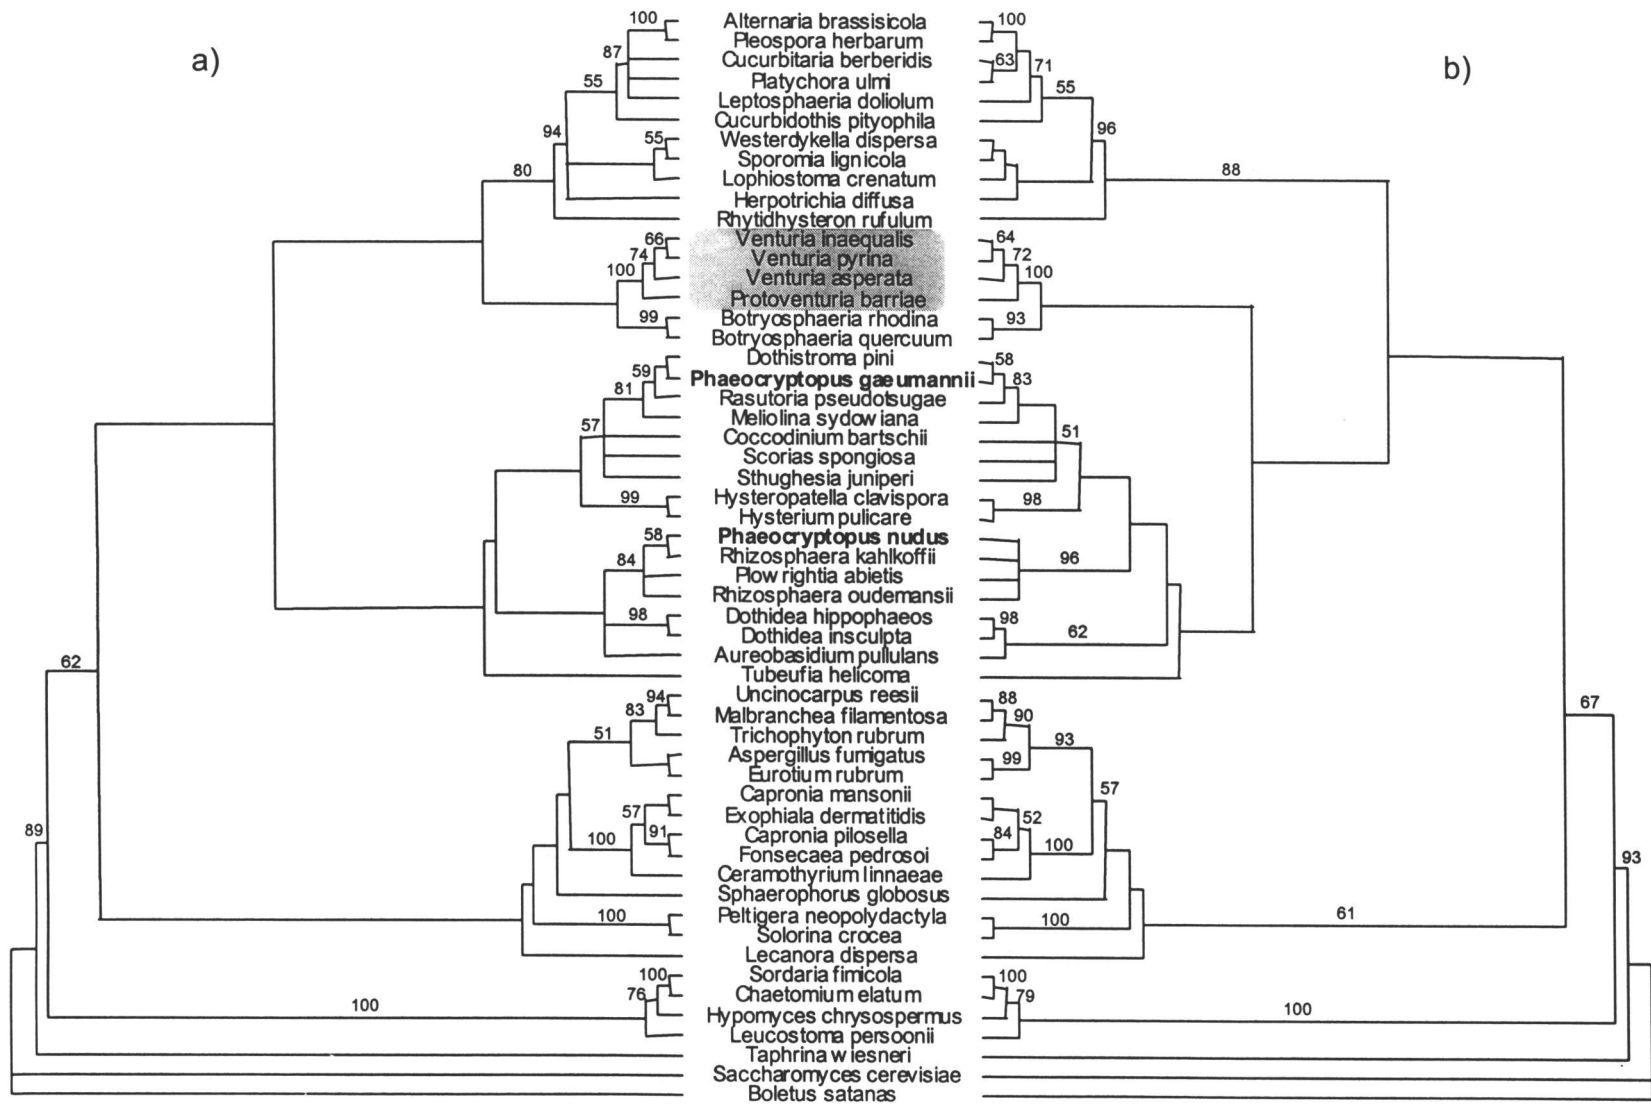 a)
b)
100 Alternaria brassisicola 100
Pleospora herbarum
87 Cucurbitaria berberidis 63 71
Platychora ulmi
55 Leptosphaeria doliolum 55
Cucurbidothis pityophila
94 55 Westerdykella dispersa 96
Sporomia lignicola
80 Lophiostoma crenatum 88
Herpotrichia diffusa
Rhytidhysteron rufulum
66 Venturia inaequalis 64
74 Venturia pyrina 72
100 Venturia asperata 100
Protoventuria barriae
99 Botryosphaeria rhodina 93
Botryosphaeria quercuum
Dothistroma pini 58
59 Phaeocryptopus gaeumannii 83
81 Rasutoria pseudotsugae
Meliolina sydowiana
57 Coccodinium bartschii 51
Scorias spongiosa
Sthughesia juniperi
99 Hysteropatella clavispora 98
Hysterium pulicare
58 Phaeocryptopus nudus
84 Rhizosphaera kahlkoffii 96
Plowrightia abietis
Rhizosphaera oudemansii
98 Dothidea hippophaeos 98
Dothidea insculpta 62
Aureobasidium pullulans
62 Tubeufia helicoma
94 Uncinocarpus reesii 88 67
83 Malbranchea filamentosa 90
51 Trichophyton rubrum 93
Aspergillus fumigatus 99
Eurotium rubrum
Capronia mansonii 57
57 Exophiala dermatitidis 52
89 91 Capronia pilosella 84
100 Fonsecaea pedrosoi 100 93
Ceramothyrium linnaeae
Sphaerophorus globosus
100 Peltigera neopolydactyla 100 61
Solorina crocea
Lecanora dispersa
100 Sordaria fimicola 100
76 Chaetomium elatum 79
100 Hypomyces chrysospermus 100
Leucostoma persoonii
Taphrina wiesneri
Saccharomyces cerevisiae
Boletus satanas